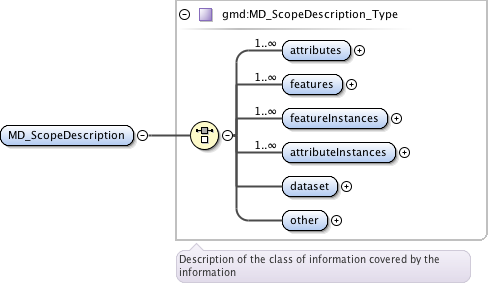 gmd:MD_ScopeDescription_Type
1..∞
attributes
1..∞
features
1..∞
featureInstances
MD_ScopeDescription
1..∞
attributeInstances
dataset
other
Description of the class of information covered by the
information